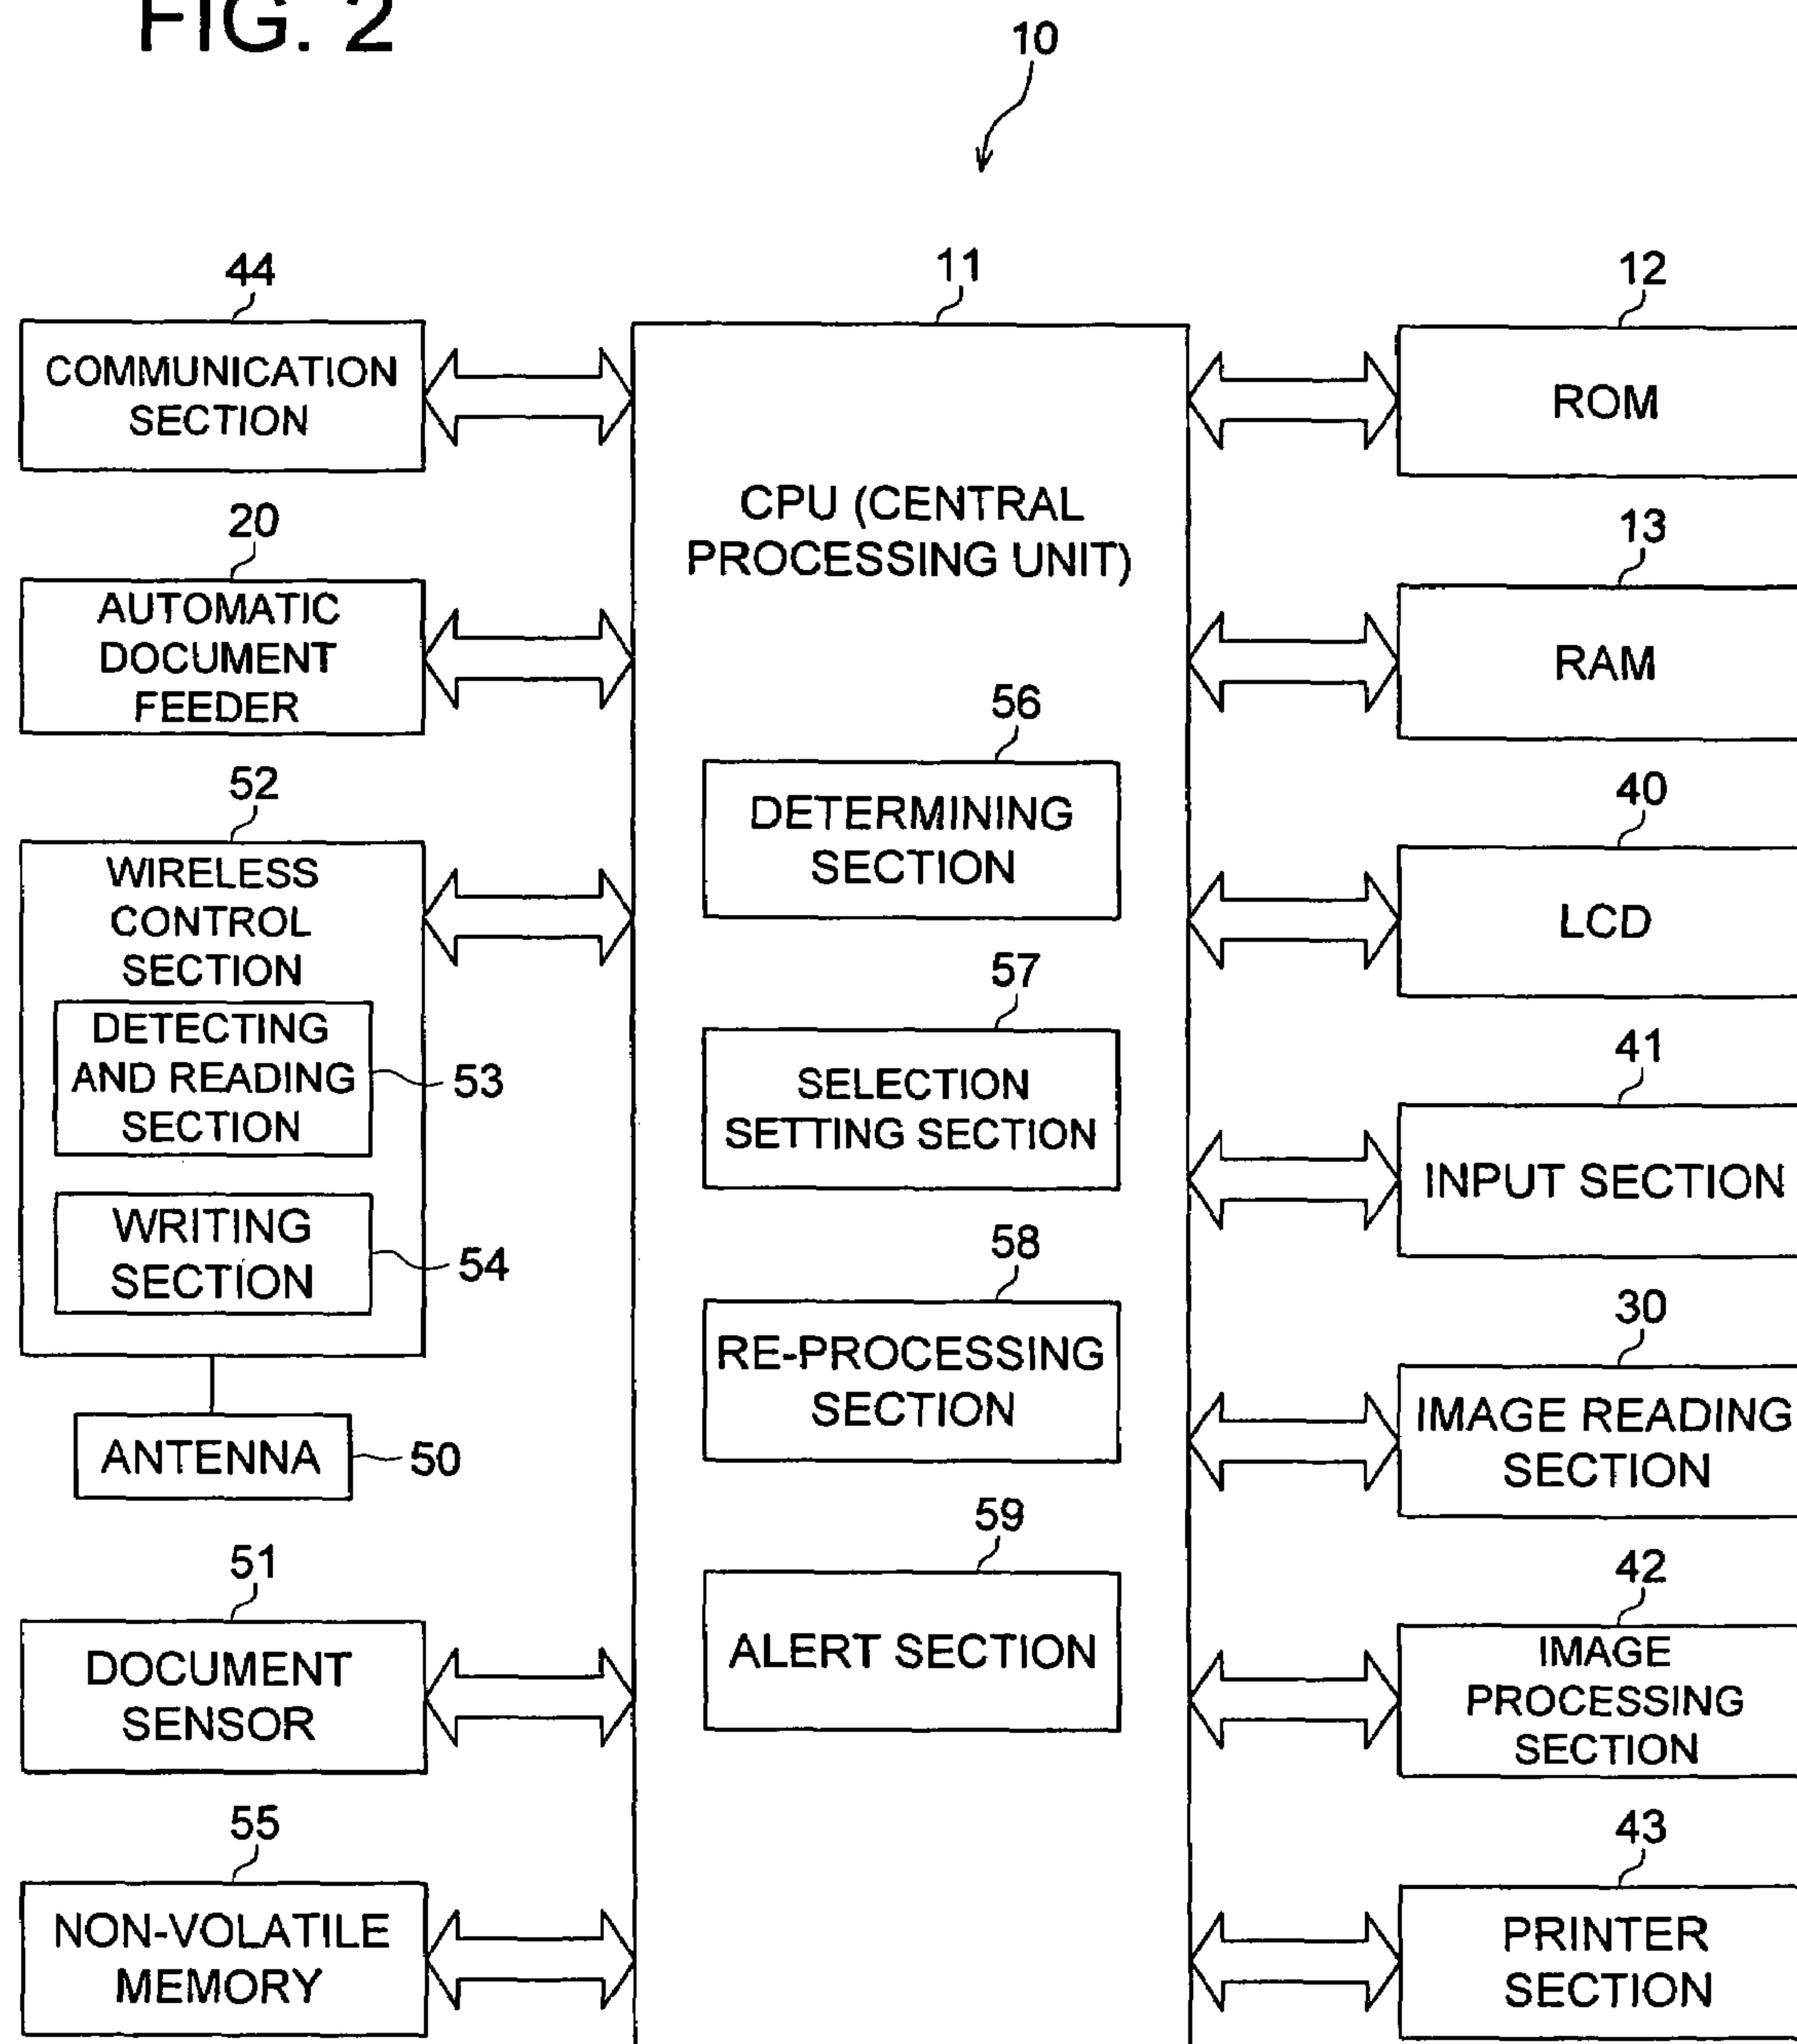 FIG. 2
10
44
COMMUNICATION
SECTION
20
AUTOMATIC
DOCUMENT
FEEDER
52
WIRELESS
CONTROL
SECTION
DETECTING
AND READING
SECTION
53
WRITING
SECTION
54
ANTENNA
50
51
DOCUMENT
SENSOR
55
NON-VOLATILE
MEMORY
11
CPU (CENTRAL
PROCESSING UNIT)
56
DETERMINING
SECTION
57
SELECTION
SETTING SECTION
58
RE-PROCESSING
SECTION
59
ALERT SECTION
12
ROM
13
RAM
40
LCD
41
INPUT SECTION
30
IMAGE READING
SECTION
42
IMAGE
PROCESSING
SECTION
43
PRINTER
SECTION